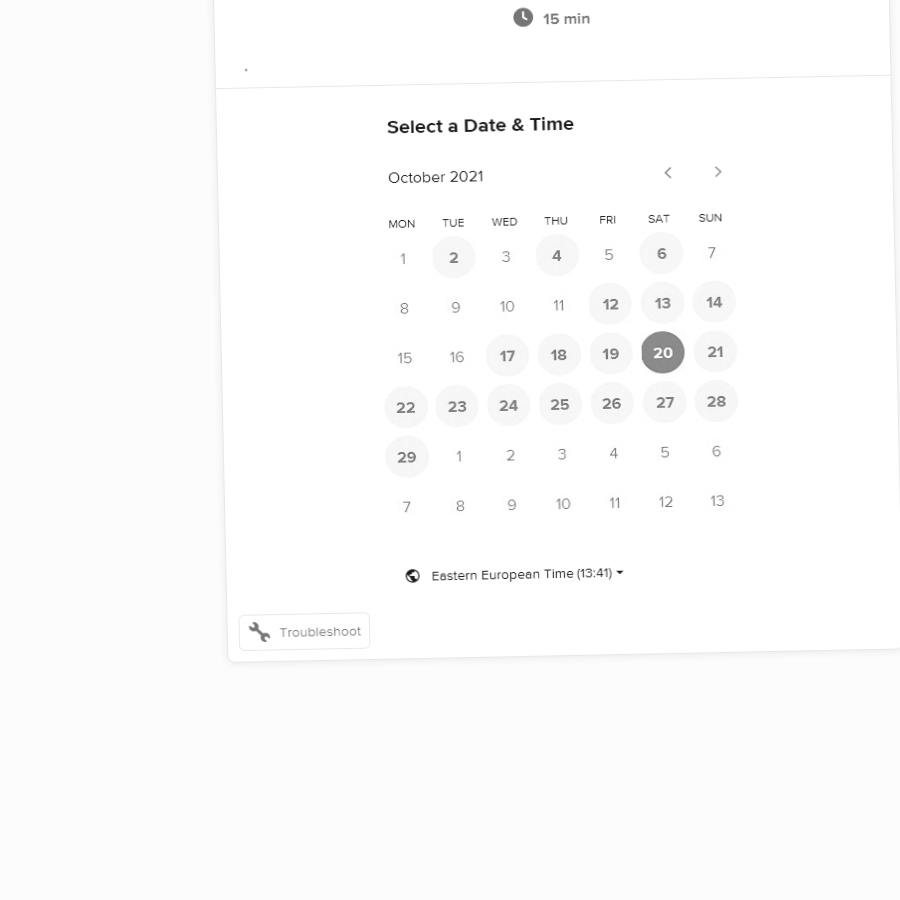 15 min
.
Select a Date & Time
October 2021
MON TUE WED THU FRI SAT SUN
1 2 3 4 5 6 7
8 9 10 11 12 13 14
15 16 17 18 19 20 21
22 23 24 25 26 27 28
29 1 2 3 4 5 6
7 8 9 10 11 12 13
Eastern European Time (13:41)
Troubleshoot